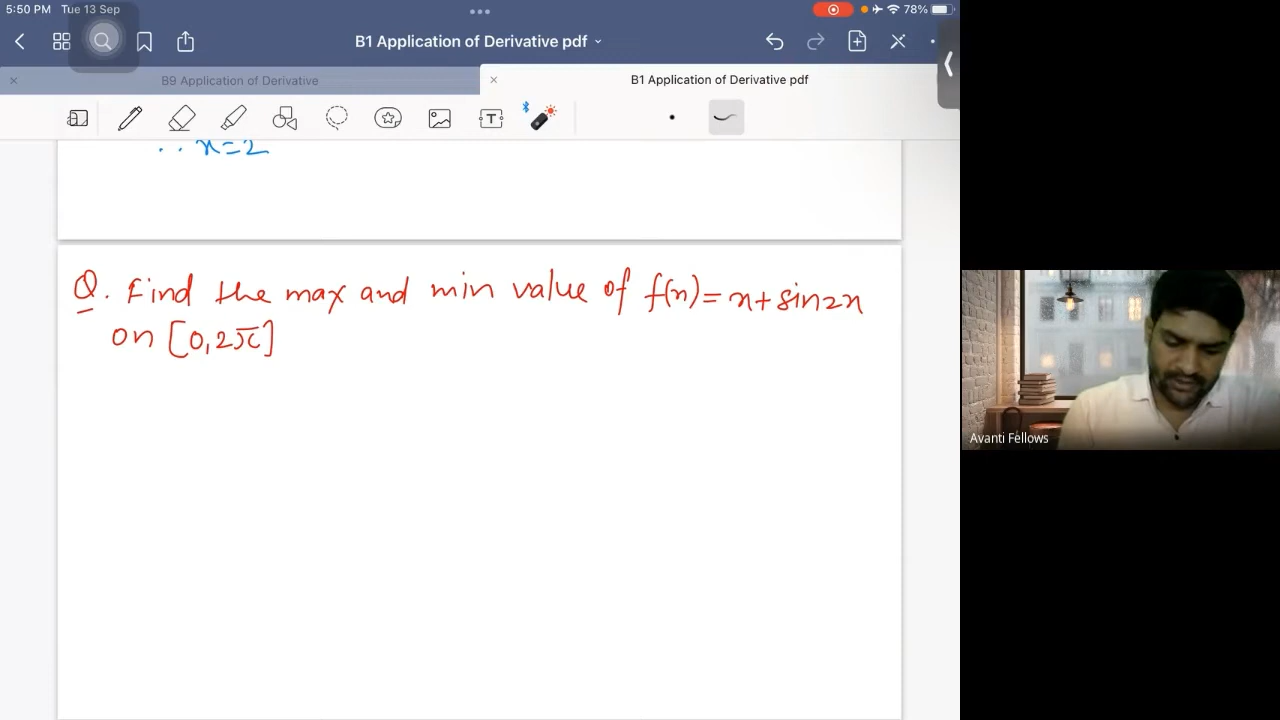 5:50 PM Tue 13 Sep
78%
B1 Application of Derivative pdf
B9 Application of Derivative
B1 Application of Derivative pdf
T
∴ x=2
Q. Find the max and min value of f(x)= x+sin2x
on [0,2π]
Avanti Fellows